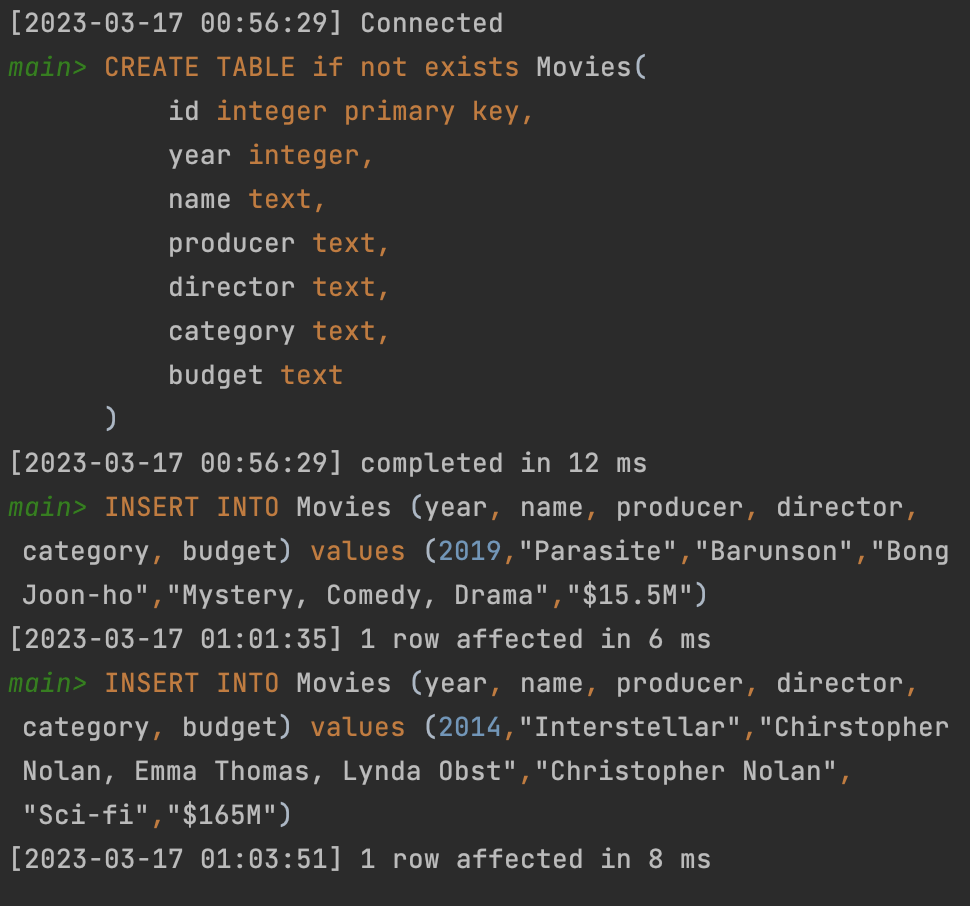 [2023-03-17 00:56:29] Connected
main> CREATE TABLE if not exists Movies(
id integer primary key,
year integer,
name text,
producer text,
director text,
category text,
budget text
)
[2023-03-17 00:56:29] completed in 12 ms
main> INSERT INTO Movies (year, name, producer, director,
category, budget) values (2019,"Parasite","Barunson","Bong
Joon-ho","Mystery, Comedy, Drama","$15.5M")
[2023-03-17 01:01:35] 1 row affected in 6 ms
main> INSERT INTO Movies (year, name, producer, director,
category, budget) values (2014,"Interstellar","Chirstopher
Nolan, Emma Thomas, Lynda Obst","Christopher Nolan",
"Sci-fi","$165M")
[2023-03-17 01:03:51] 1 row affected in 8 ms